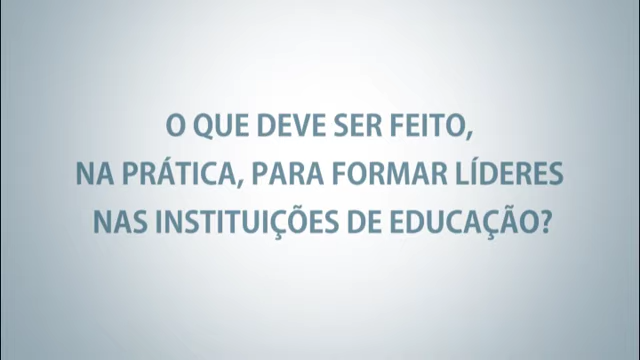 O QUE DEVE SER FEITO,
NA PRÁTICA, PARA FORMAR LÍDERES
NAS INSTITUIÇÕES DE EDUCAÇÃO?